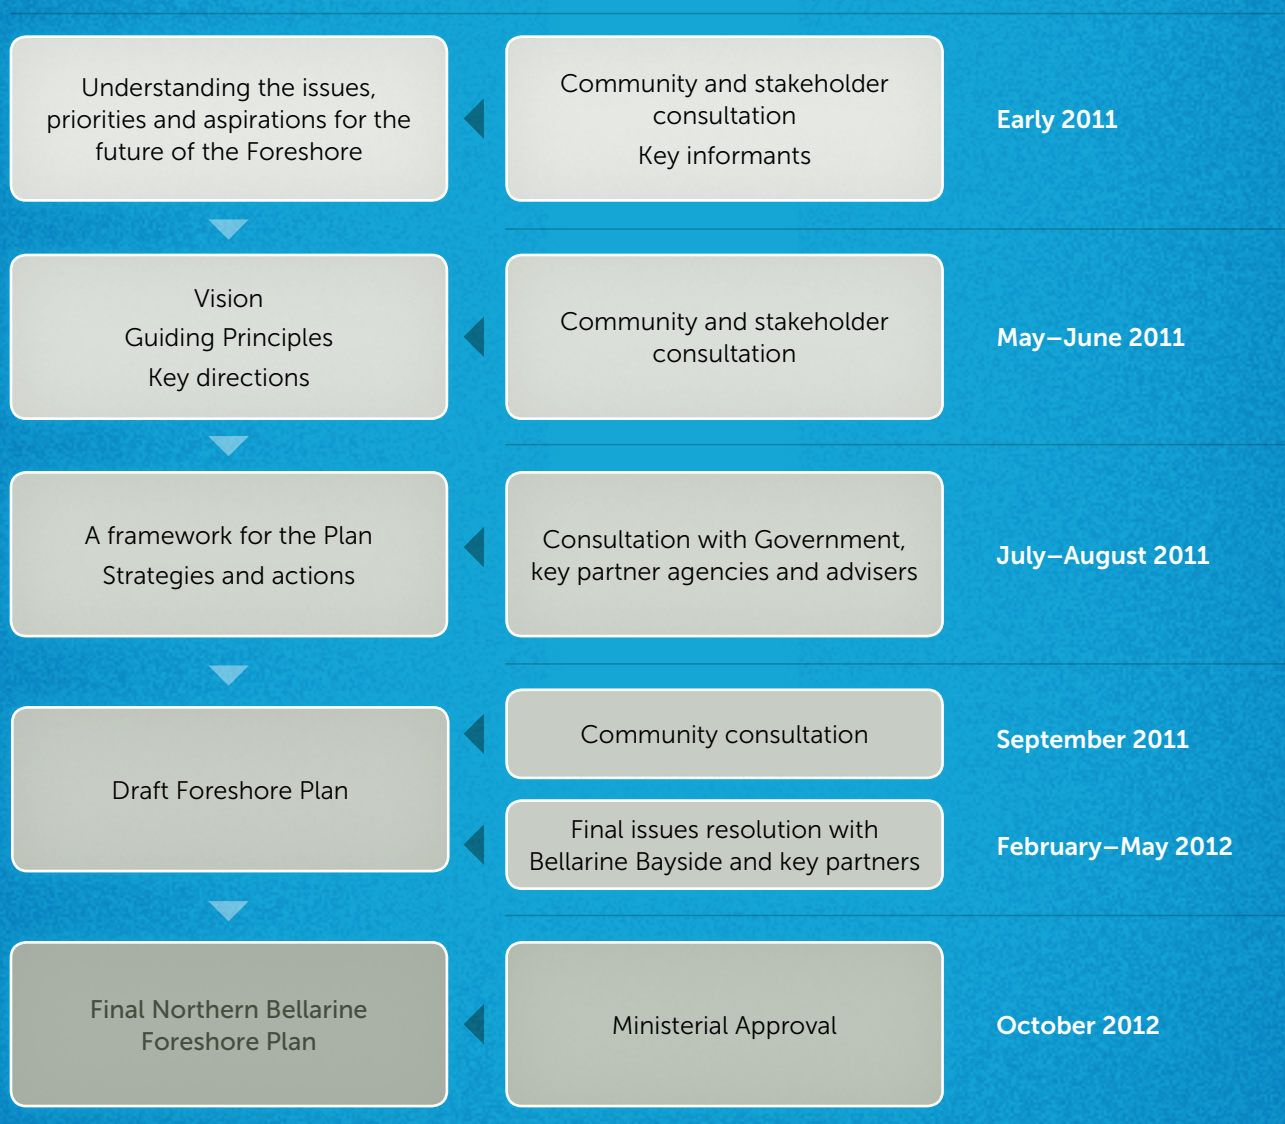 Understanding the issues,
priorities and aspirations for the
future of the Foreshore
Community and stakeholder
consultation
Key informants
Early 2011
Vision
Guiding Principles
Key directions
Community and stakeholder
consultation
May–June 2011
A framework for the Plan
Strategies and actions
Consultation with Government,
key partner agencies and advisers
July–August 2011
Draft Foreshore Plan
Community consultation
September 2011
Final issues resolution with
Bellarine Bayside and key partners
February–May 2012
Final Northern Bellarine
Foreshore Plan
Ministerial Approval
October 2012